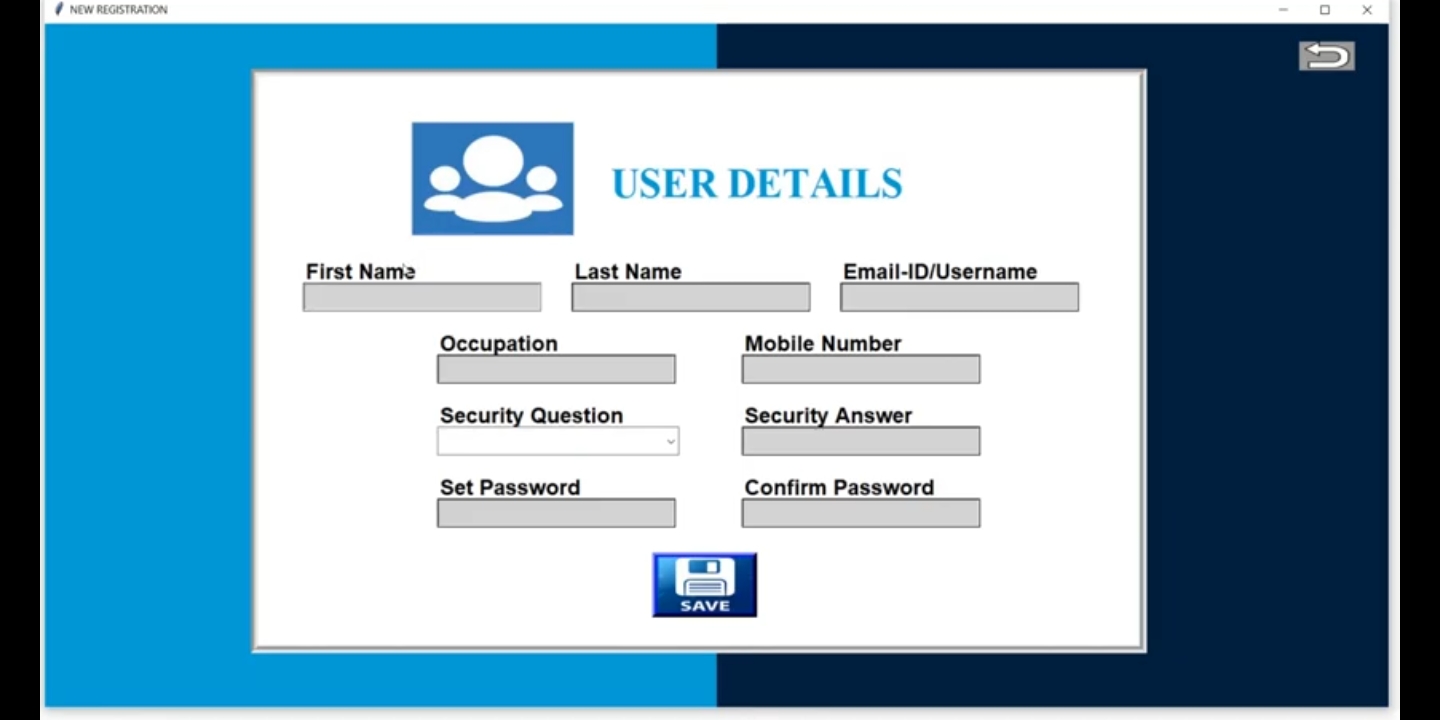 NEW REGISTRATION
USER DETAILS
First Name
Last Name
Email-ID/Username
Occupation
Mobile Number
Security Question
Security Answer
Set Password
Confirm Password
SAVE